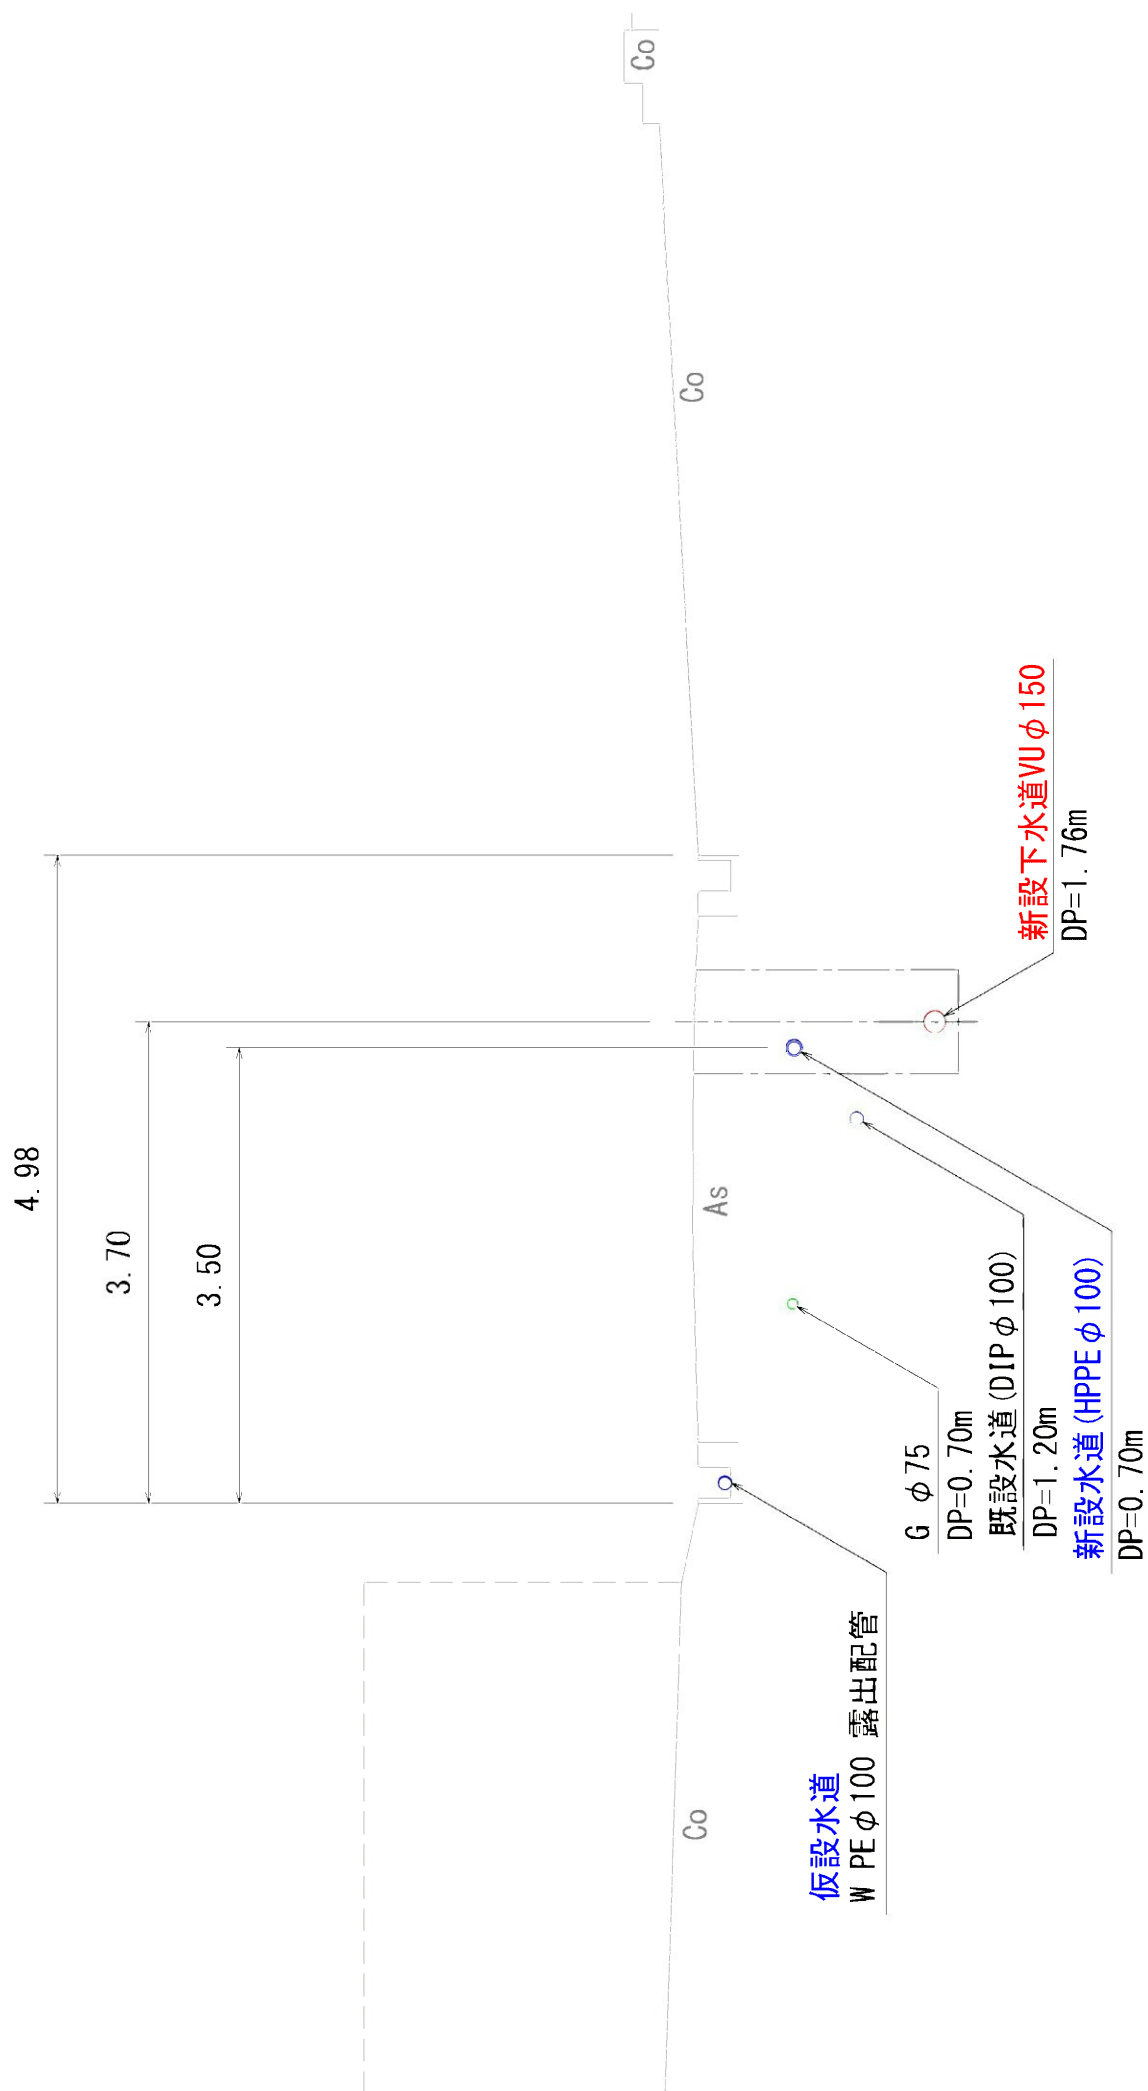 4.98
3.70
3.50
Co
Co
As
Co
仮設水道
W PEφ100 露出配管
G φ75
DP=0.70m
既設水道(DIPφ100)
DP=1.20m
新設水道(HPPEφ100)
DP=0.70m
新設下水道VUφ150
DP=1.76m